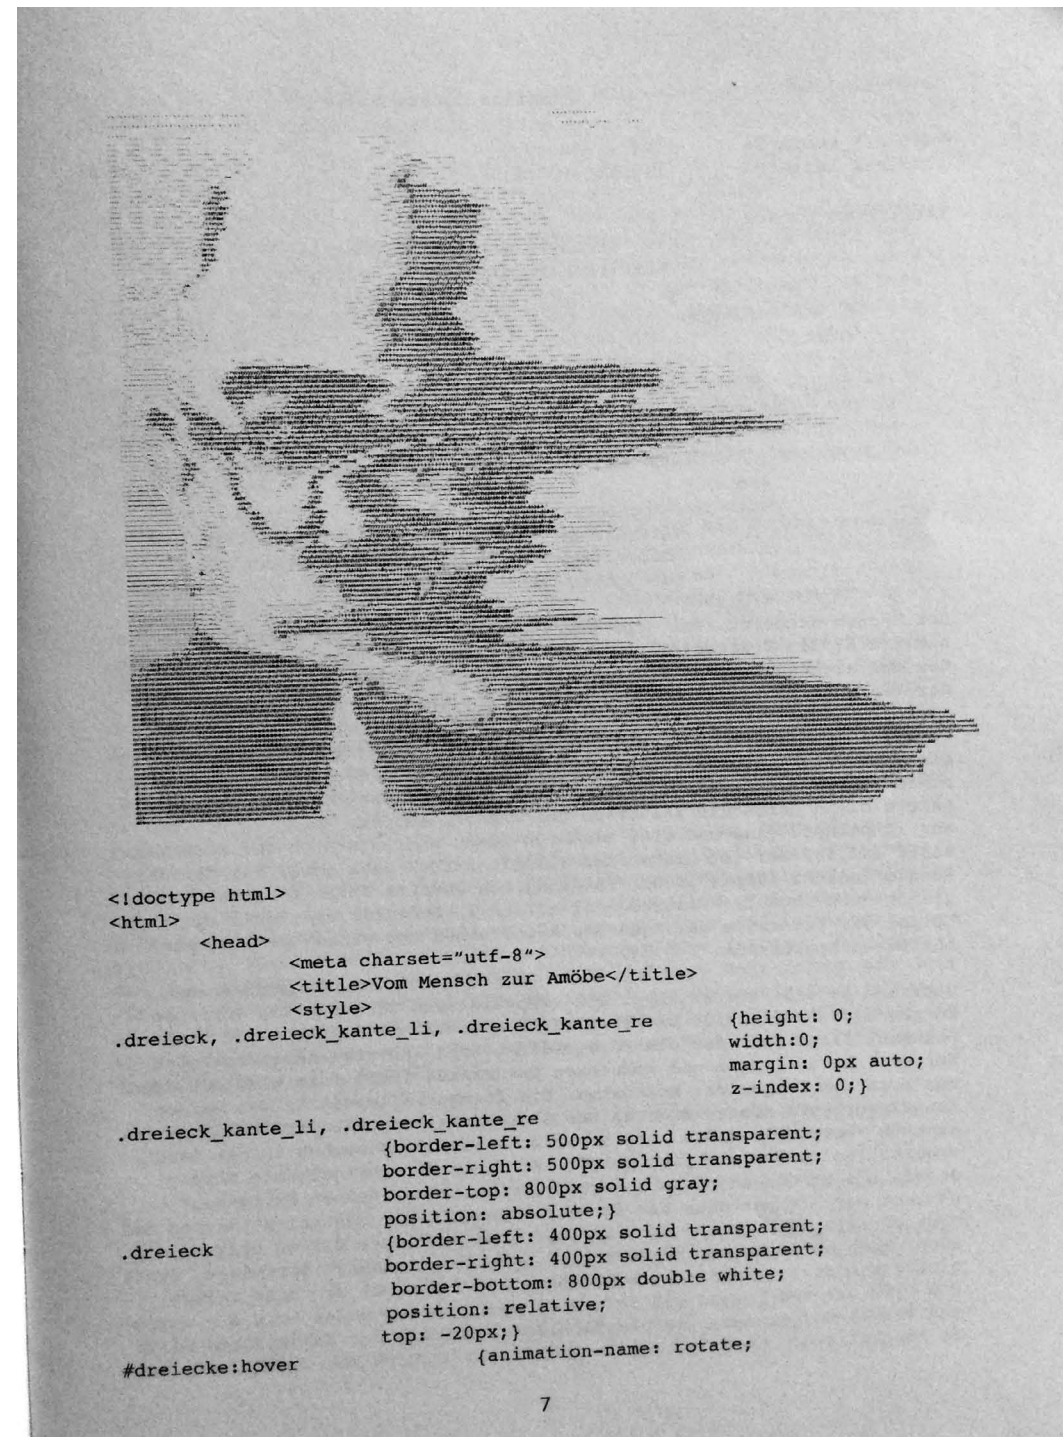 <!doctype html>
<html>
<head>
<meta charset="utf-8">
<title>Vom Mensch zur Amöbe</title>
<style>
.dreieck, .dreieck_kante_li, .dreieck_kante_re {height: 0;
width:0;
margin: 0px auto;
z-index: 0;}
.dreieck_kante_li, .dreieck_kante_re
{border-left: 500px solid transparent;
border-right: 500px solid transparent;
border-top: 800px solid gray;
position: absolute;}
.dreieck {border-left: 400px solid transparent;
border-right: 400px solid transparent;
border-bottom: 800px double white;
position: relative;
top: -20px;}
#dreiecke:hover {animation-name: rotate;
7